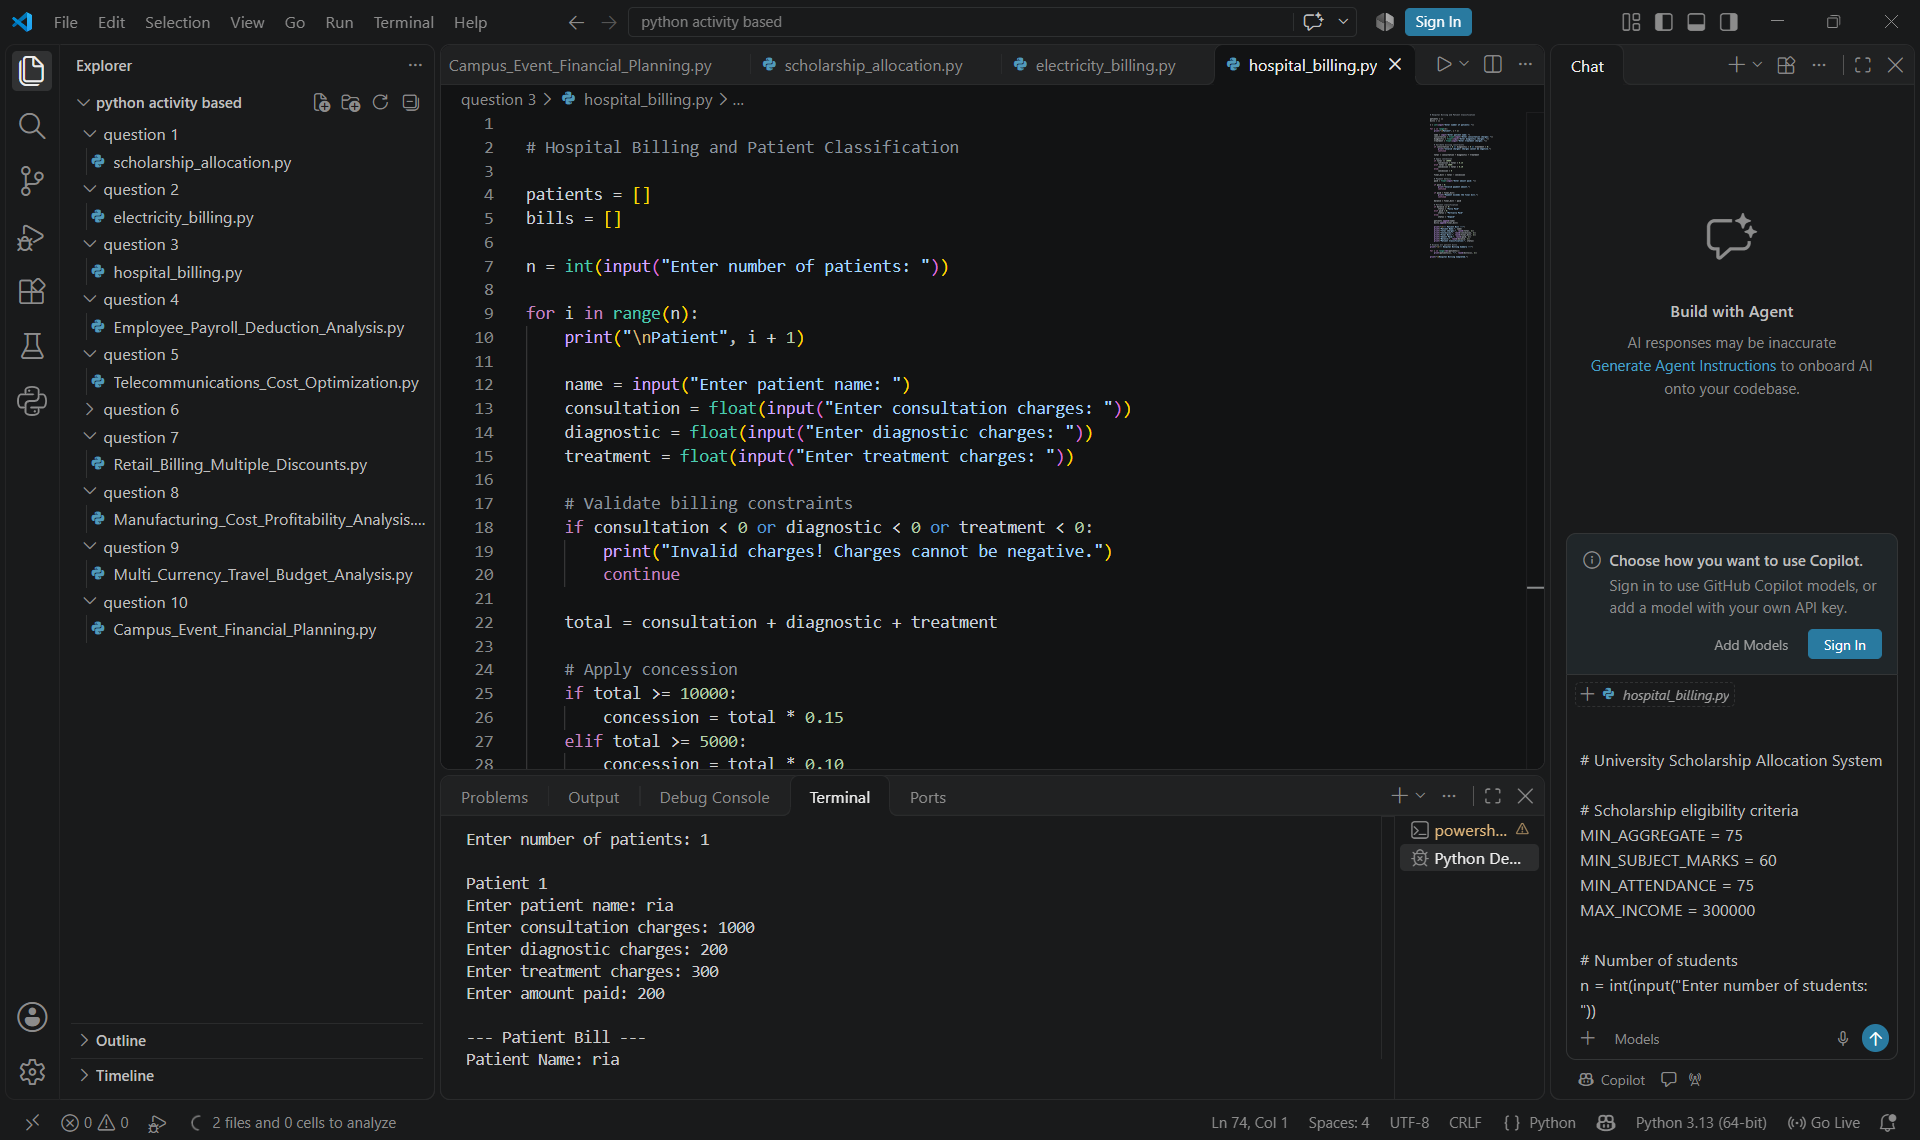 File Edit Selection View Go Run Terminal Help
python activity based
Sign In
Explorer
python activity based
question 1
scholarship_allocation.py
question 2
electricity_billing.py
question 3
hospital_billing.py
question 4
Employee_Payroll_Deduction_Analysis.py
question 5
Telecommunications_Cost_Optimization.py
question 6
question 7
Retail_Billing_Multiple_Discounts.py
question 8
Manufacturing_Cost_Profitability_Analysis....
question 9
Multi_Currency_Travel_Budget_Analysis.py
question 10
Campus_Event_Financial_Planning.py
Outline
Timeline
Campus_Event_Financial_Planning.py scholarship_allocation.py electricity_billing.py hospital_billing.py
question 3 > hospital_billing.py > ...
1
2 # Hospital Billing and Patient Classification
3
4 patients = []
5 bills = []
6
7 n = int(input("Enter number of patients: "))
8
9 for i in range(n):
10 print("\nPatient", i + 1)
11
12 name = input("Enter patient name: ")
13 consultation = float(input("Enter consultation charges: "))
14 diagnostic = float(input("Enter diagnostic charges: "))
15 treatment = float(input("Enter treatment charges: "))
16
17 # Validate billing constraints
18 if consultation < 0 or diagnostic < 0 or treatment < 0:
19 print("Invalid charges! Charges cannot be negative.")
20 continue
21
22 total = consultation + diagnostic + treatment
23
24 # Apply concession
25 if total >= 10000:
26 concession = total * 0.15
27 elif total >= 5000:
28 concession = total * 0.10
Problems Output Debug Console Terminal Ports
Enter number of patients: 1
Patient 1
Enter patient name: ria
Enter consultation charges: 1000
Enter diagnostic charges: 200
Enter treatment charges: 300
Enter amount paid: 200
--- Patient Bill ---
Patient Name: ria
powersh...
Python De...
Chat
Build with Agent
AI responses may be inaccurate
Generate Agent Instructions to onboard AI
onto your codebase.
Choose how you want to use Copilot.
Sign in to use GitHub Copilot models, or
add a model with your own API key.
Add Models Sign In
hospital_billing.py
# University Scholarship Allocation System
# Scholarship eligibility criteria
MIN_AGGREGATE = 75
MIN_SUBJECT_MARKS = 60
MIN_ATTENDANCE = 75
MAX_INCOME = 300000
# Number of students
n = int(input("Enter number of students:
"))
Models
Copilot
0 0 2 files and 0 cells to analyze Ln 74, Col 1 Spaces: 4 UTF-8 CRLF {} Python Python 3.13 (64-bit) Go Live